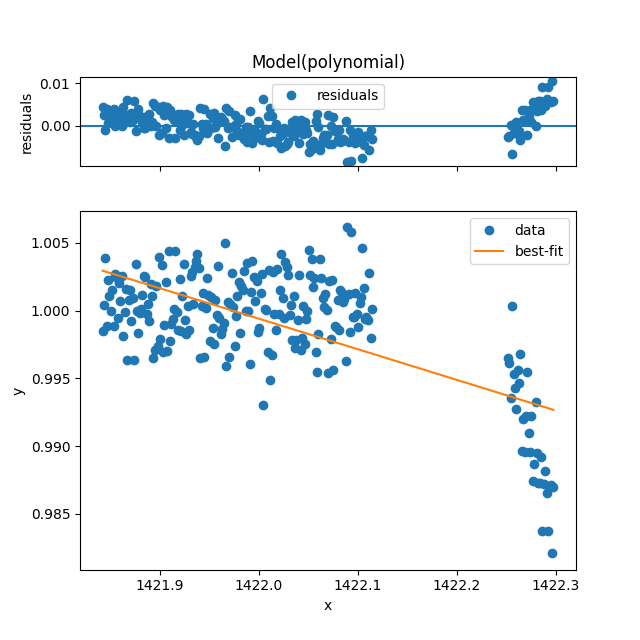 Model(polynomial)
0.01
0.00
residuals
residuals
1.005
1.000
0.995
0.990
0.985
y
data
best-fit
1421.9 1422.0 1422.1 1422.2 1422.3
x